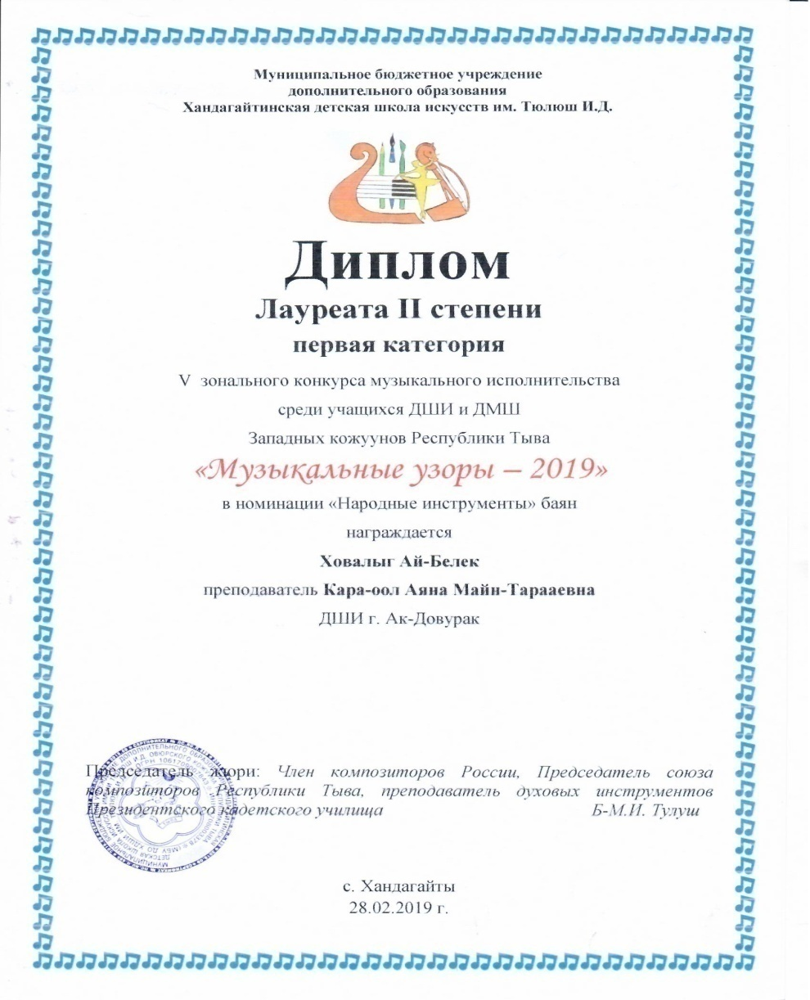 Муниципальное бюджетное учреждение
дополнительного образования
Хандагайтинская детская школа искусств им. Тюлюш И.Д.
Диплом
Лауреата II степени
первая категория
V зонального конкурса музыкального исполнительства
среди учащихся ДШИ и ДМШ
Западных кожуунов Республики Тыва
«Музыкальные узоры – 2019»
в номинации «Народные инструменты» баян
награждается
Ховалыг Ай-Белек
преподаватель Кара-оол Аяна Майн-Тарааевна
ДШИ г. Ак-Довурак
Председатель жюри: Член композиторов России, Председатель союза
композиторов Республики Тыва, преподаватель духовых инструментов
Президентского кадетского училища Б-М.И. Тулуш
с. Хандагайты
28.02.2019 г.